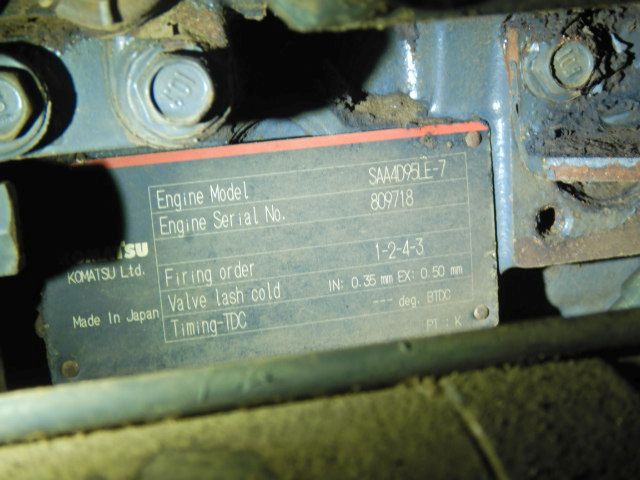 Engine Model SAA4D95LE-7
Engine Serial No. 809718
KOMATSU
KOMATSU Ltd.
Firing order 1-2-4-3
Valve lash cold IN: 0.35 mm EX: 0.50 mm
Made In Japan
Timing-TDC --- deg. BTDC
PT : K